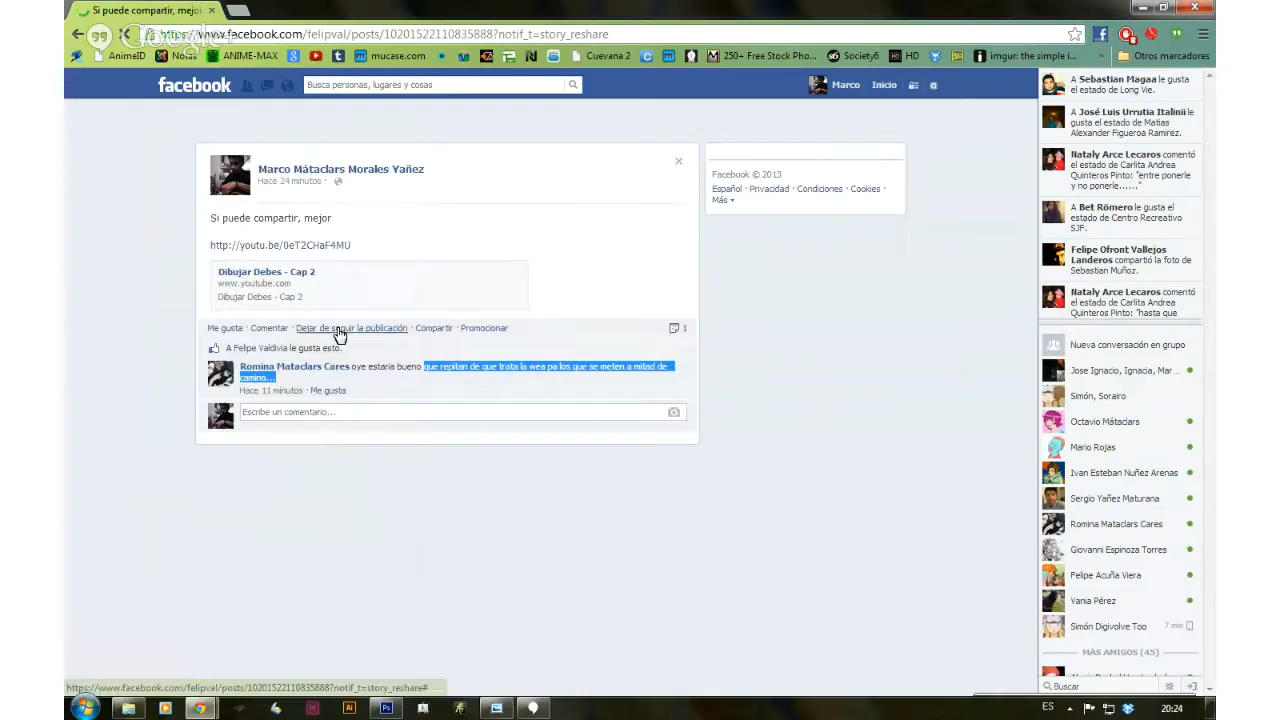 Si puede compartir, mejor
https://www.facebook.com/felipval/posts/10201522110835888?notif_t=story_reshare
Google+
AnimeID
Notas
ANIME-MAX
mucase.com
Cuevana 2
250+ Free Stock Pho...
Society6
HD
imgur: the simple i...
»
Otros marcadores
facebook
Busca personas, lugares y cosas
Marco
Inicio
Marco Mátaclars Morales Yañez
Hace 24 minutos ·
Si puede compartir, mejor
http://youtu.be/0eT2CHaF4MU
Dibujar Debes - Cap 2
www.youtube.com
Dibujar Debes - Cap 2
Me gusta · Comentar · Dejar de seguir la publicación · Compartir · Promocionar
1
A Felipe Valdivia le gusta esto.
Romina Mataclars Cares oye estaria bueno que repitan de que trata la wea pa los que se meten a mitad de
camino...
Hace 11 minutos · Me gusta
Escribe un comentario...
Facebook © 2013
Español · Privacidad · Condiciones · Cookies ·
Más
A Sebastian Magaa le gusta
el estado de Long Vie.
A José Luis Urrutia Italinii le
gusta el estado de Matias
Alexander Figueroa Ramirez.
Nataly Arce Lecaros comentó
el estado de Carlita Andrea
Quinteros Pinto: "entre ponerle
y no ponerle......"
A Bet Römero le gusta el
estado de Centro Recreativo
SJF.
Felipe Ofront Vallejos
Landeros compartió la foto de
Sebastian Muñoz.
Nataly Arce Lecaros comentó
el estado de Carlita Andrea
Quinteros Pinto: "hasta que
Nueva conversación en grupo
Jose Ignacio, Ignacia, Mar...
Simón, Sorairo
Octavio Mátaclars
Mario Rojas
Ivan Esteban Nuñez Arenas
Sergio Yañez Maturana
Romina Mataclars Cares
Giovanni Espinoza Torres
Felipe Acuña Viera
Vania Pérez
Simón Digivolve Too
7 min
MÁS AMIGOS (45)
Buscar
https://www.facebook.com/felipval/posts/10201522110835888?notif_t=story_reshare#
ES
20:24